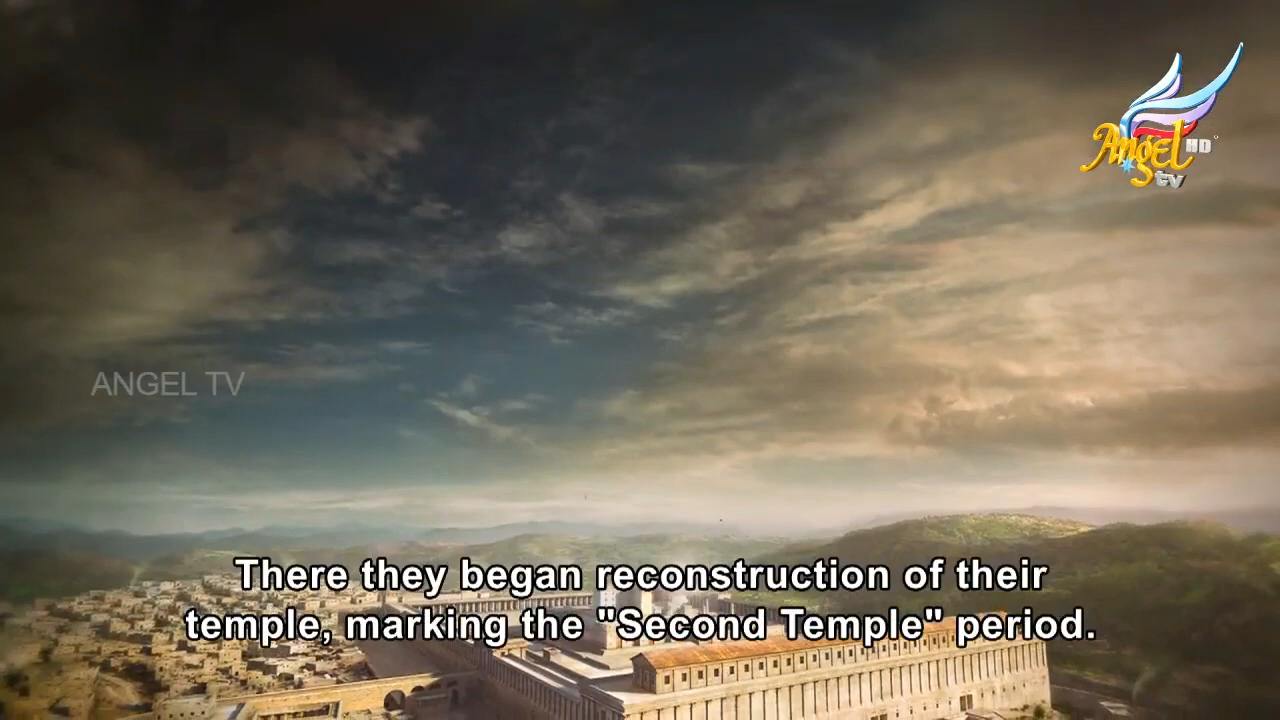 Angel HD
tv
ANGEL TV
There they began reconstruction of their
temple, marking the "Second Temple" period.